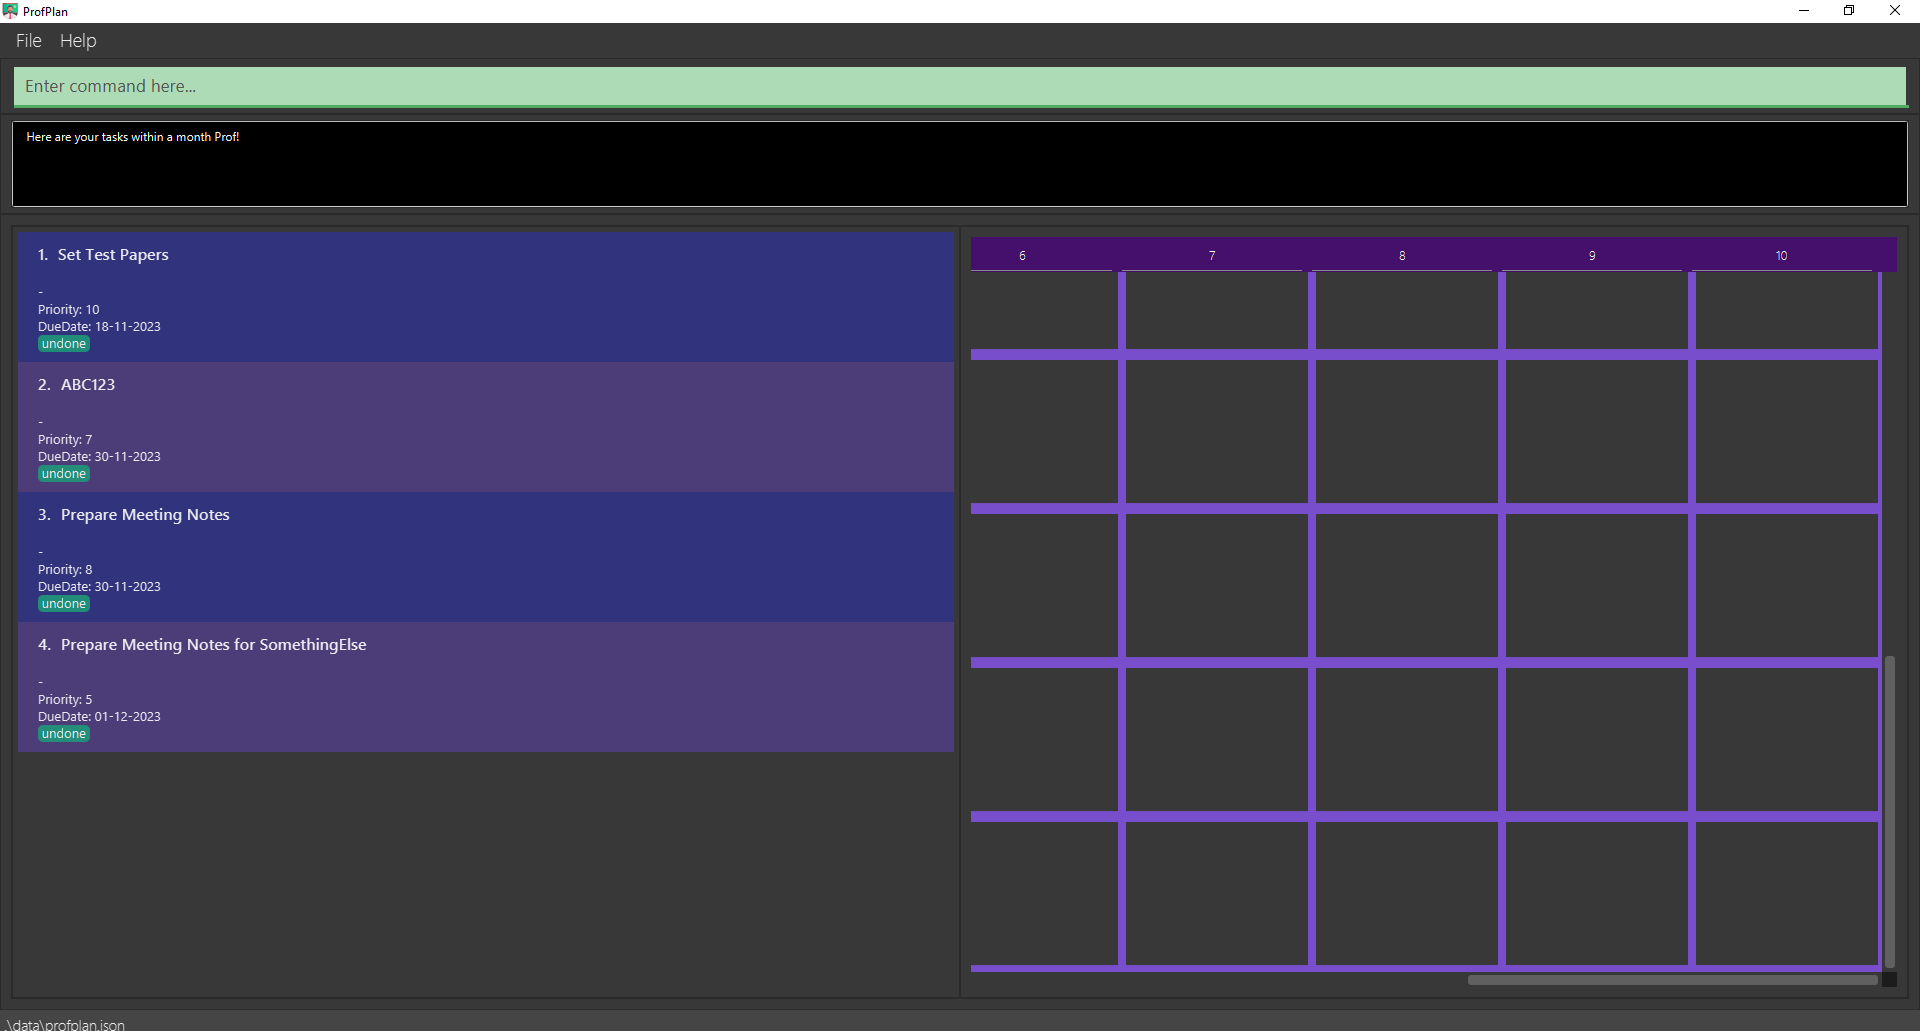 ProfPlan
File Help
Enter command here...
Here are your tasks within a month Prof!
1. Set Test Papers
-
Priority: 10
DueDate: 18-11-2023
undone
2. ABC123
-
Priority: 7
DueDate: 30-11-2023
undone
3. Prepare Meeting Notes
-
Priority: 8
DueDate: 30-11-2023
undone
4. Prepare Meeting Notes for SomethingElse
-
Priority: 5
DueDate: 01-12-2023
undone
6 7 8 9 10
.\data\profplan.json